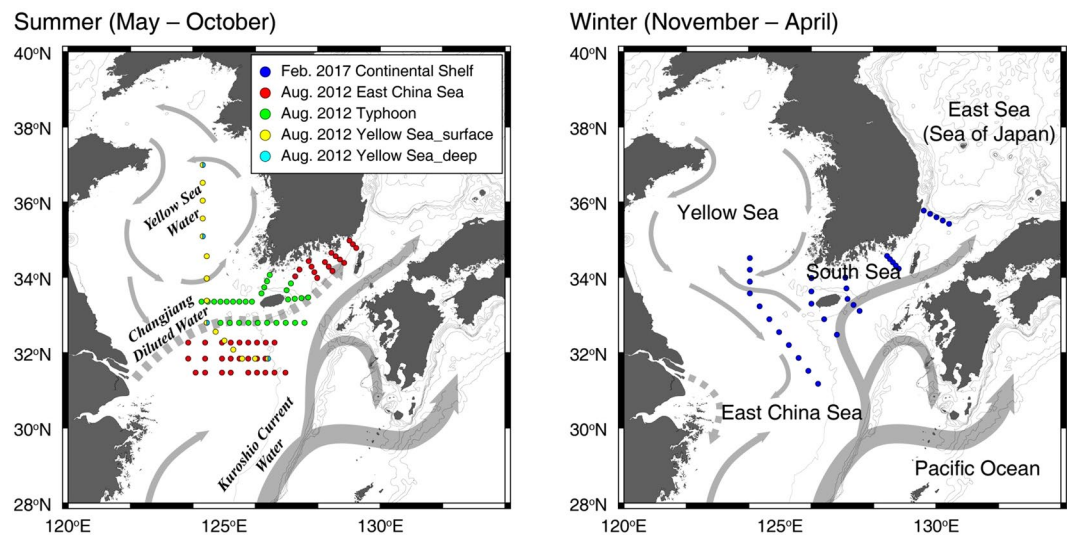 Summer (May – October)
Winter (November – April)
40°N
38°N
36°N
34°N
32°N
30°N
28°N
120°E
125°E
130°E
Feb. 2017 Continental Shelf
Aug. 2012 East China Sea
Aug. 2012 Typhoon
Aug. 2012 Yellow Sea_surface
Aug. 2012 Yellow Sea_deep
Yellow Sea
Water
Changjiang
Diluted Water
Kuroshio Current
Water
40°N
38°N
36°N
34°N
32°N
30°N
28°N
120°E
125°E
130°E
East Sea
(Sea of Japan)
Yellow Sea
South Sea
East China Sea
Pacific Ocean